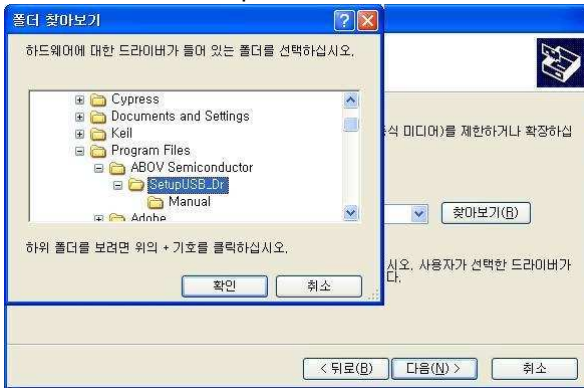 폴더 찾아보기
하드웨어에 대한 드라이버가 들어 있는 폴더를 선택하십시오.
Cypress
Documents and Settings
Keil
Program Files
ABOV Semiconductor
SetupUSB_Dr
Manual
Adobe
하위 폴더를 보려면 위의 + 기호를 클릭하십시오.
확인
취소
식 미디어)를 제한하거나 확장하십
찾아보기(R)
시오. 사용자가 선택한 드라이버가
다.
< 뒤로(B)
다음(N) >
취소